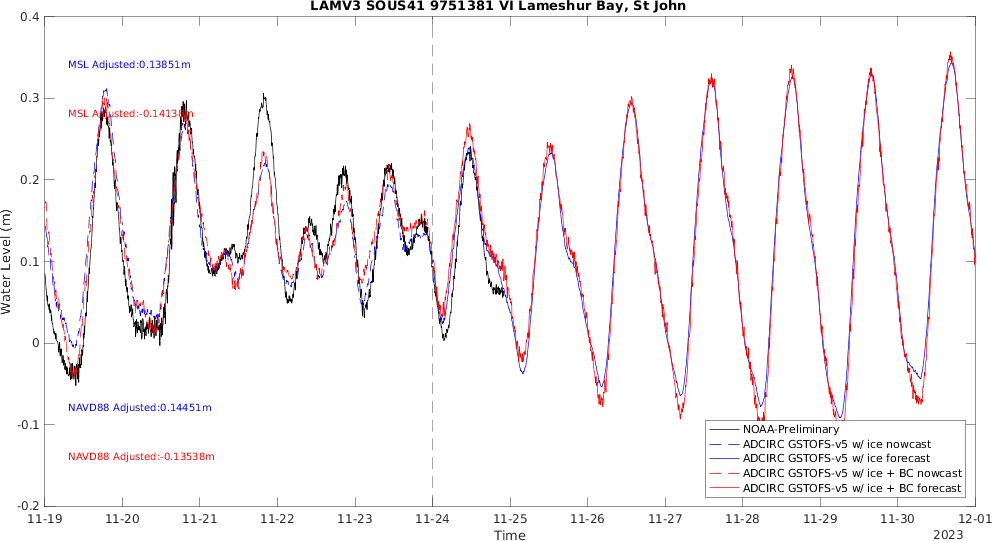 LAMV3 SOUS41 9751381 VI Lameshur Bay, St John
0.4
0.3
0.2
0.1
0
-0.1
-0.2
Water Level (m)
MSL Adjusted:0.13851m
MSL Adjusted:-0.14138m
NAVD88 Adjusted:0.14451m
NAVD88 Adjusted:-0.13538m
NOAA-Preliminary
ADCIRC GSTOFS-v5 w/ ice nowcast
ADCIRC GSTOFS-v5 w/ ice forecast
ADCIRC GSTOFS-v5 w/ ice + BC nowcast
ADCIRC GSTOFS-v5 w/ ice + BC forecast
11-19 11-20 11-21 11-22 11-23 11-24 11-25 11-26 11-27 11-28 11-29 11-30 12-01
Time
2023